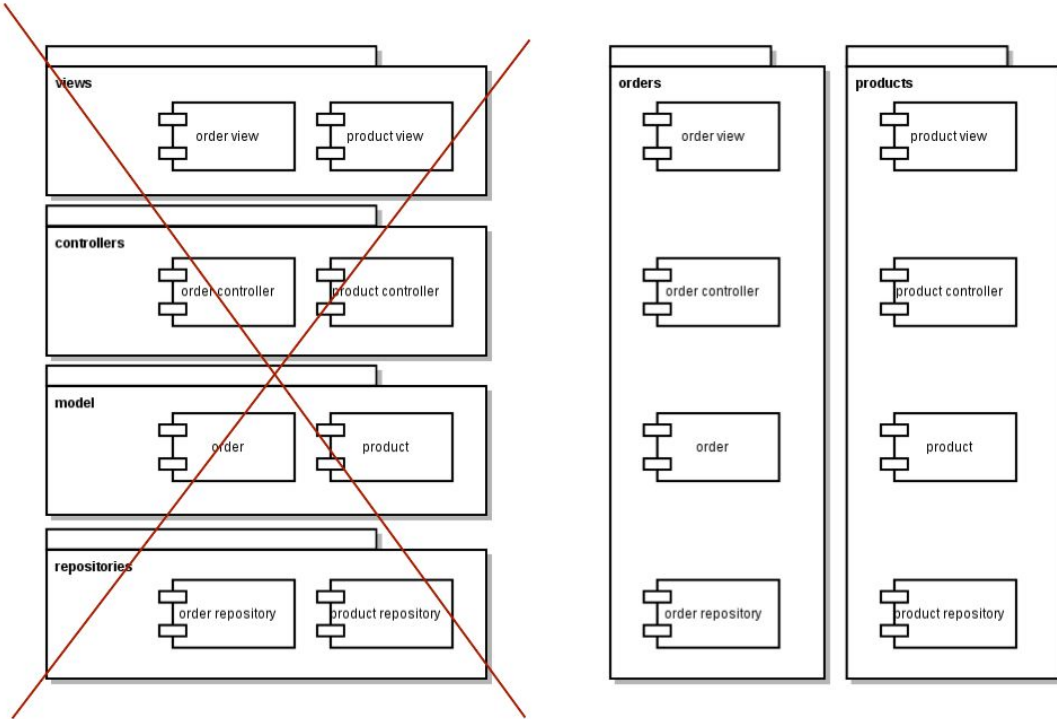 views
order view
product view
controllers
order controller
product controller
model
order
product
repositories
order repository
product repository
orders
order view
order controller
order
order repository
products
product view
product controller
product
product repository